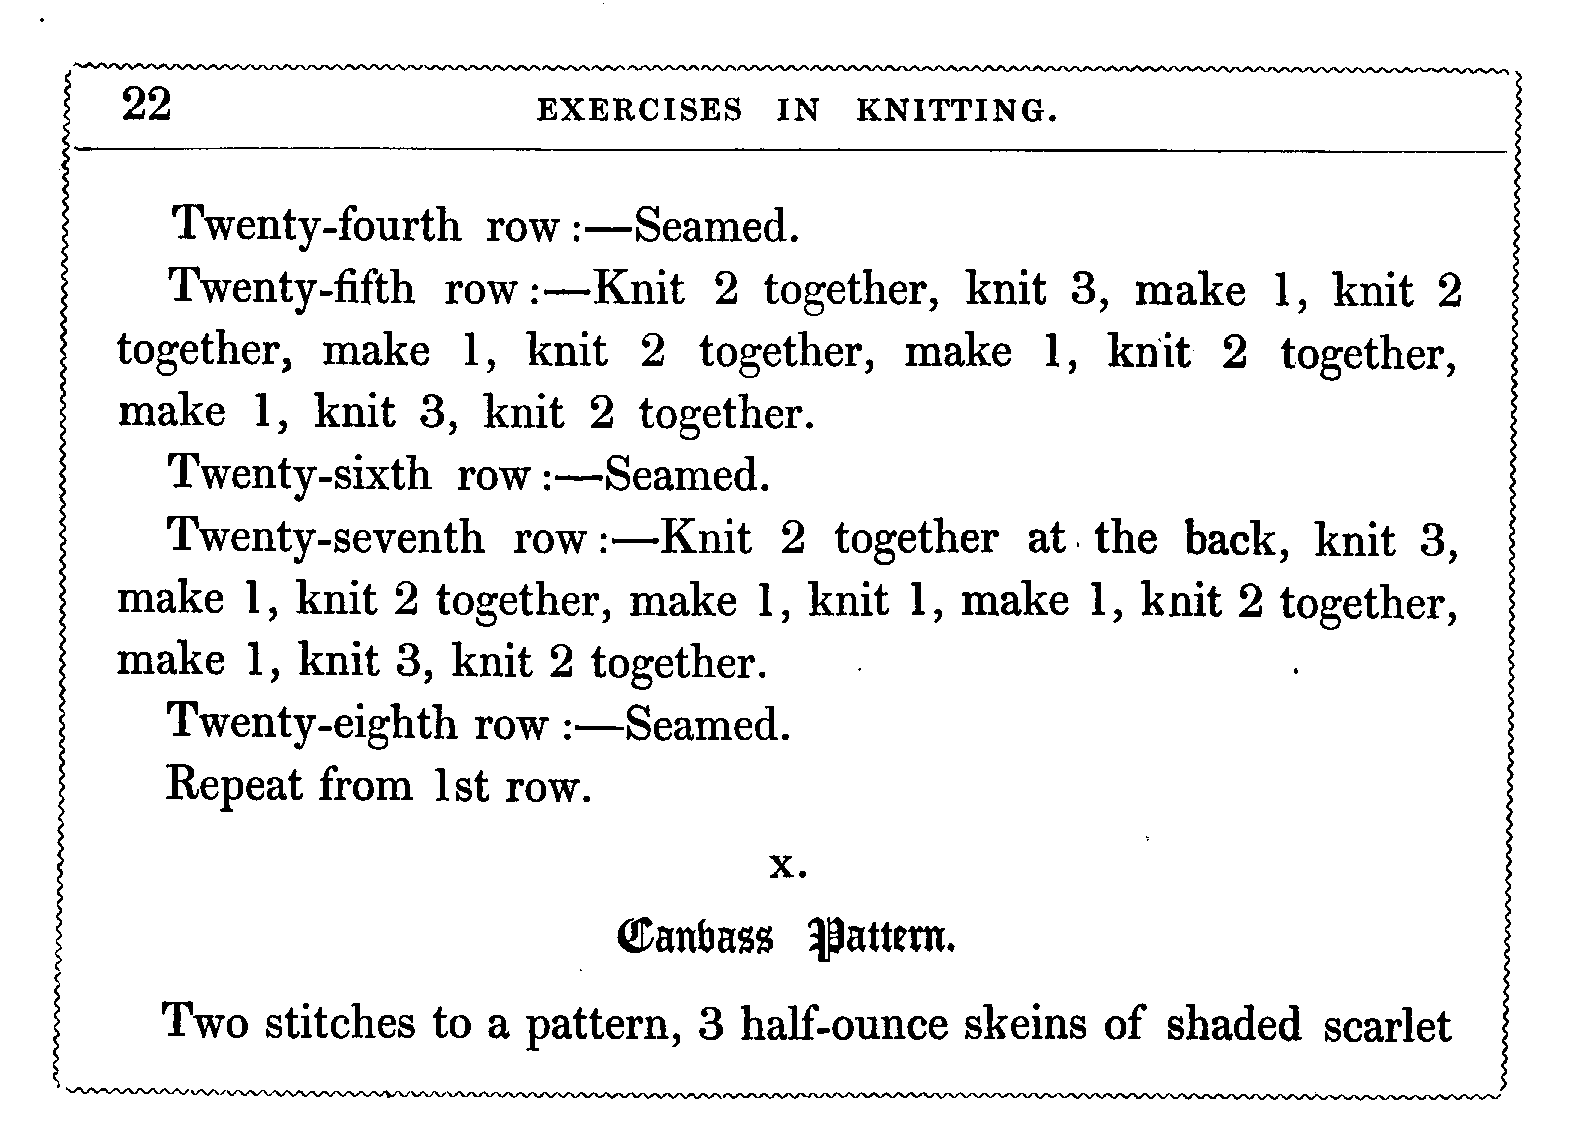 22 EXERCISES IN KNITTING.
Twenty-fourth row:—Seamed.
Twenty-fifth row:—Knit 2 together, knit 3, make 1, knit 2
together, make 1, knit 2 together, make 1, knit 2 together,
make 1, knit 3, knit 2 together.
Twenty-sixth row:—Seamed.
Twenty-seventh row:—Knit 2 together at the back, knit 3,
make 1, knit 2 together, make 1, knit 1, make 1, knit 2 together,
make 1, knit 3, knit 2 together.
Twenty-eighth row:—Seamed.
Repeat from 1st row.
X.
Canvass Pattern.
Two stitches to a pattern, 3 half-ounce skeins of shaded scarlet